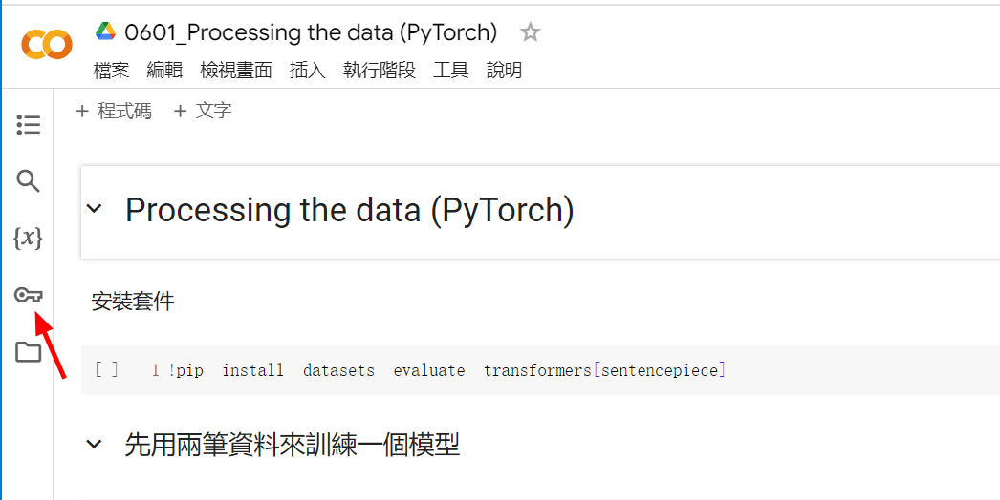 0601_Processing the data (PyTorch)
檔案 編輯 檢視畫面 插入 執行階段 工具 說明
+ 程式碼 + 文字
Processing the data (PyTorch)
{x}
安裝套件
[ ] 1 !pip install datasets evaluate transformers[sentencepiece]
先用兩筆資料來訓練一個模型